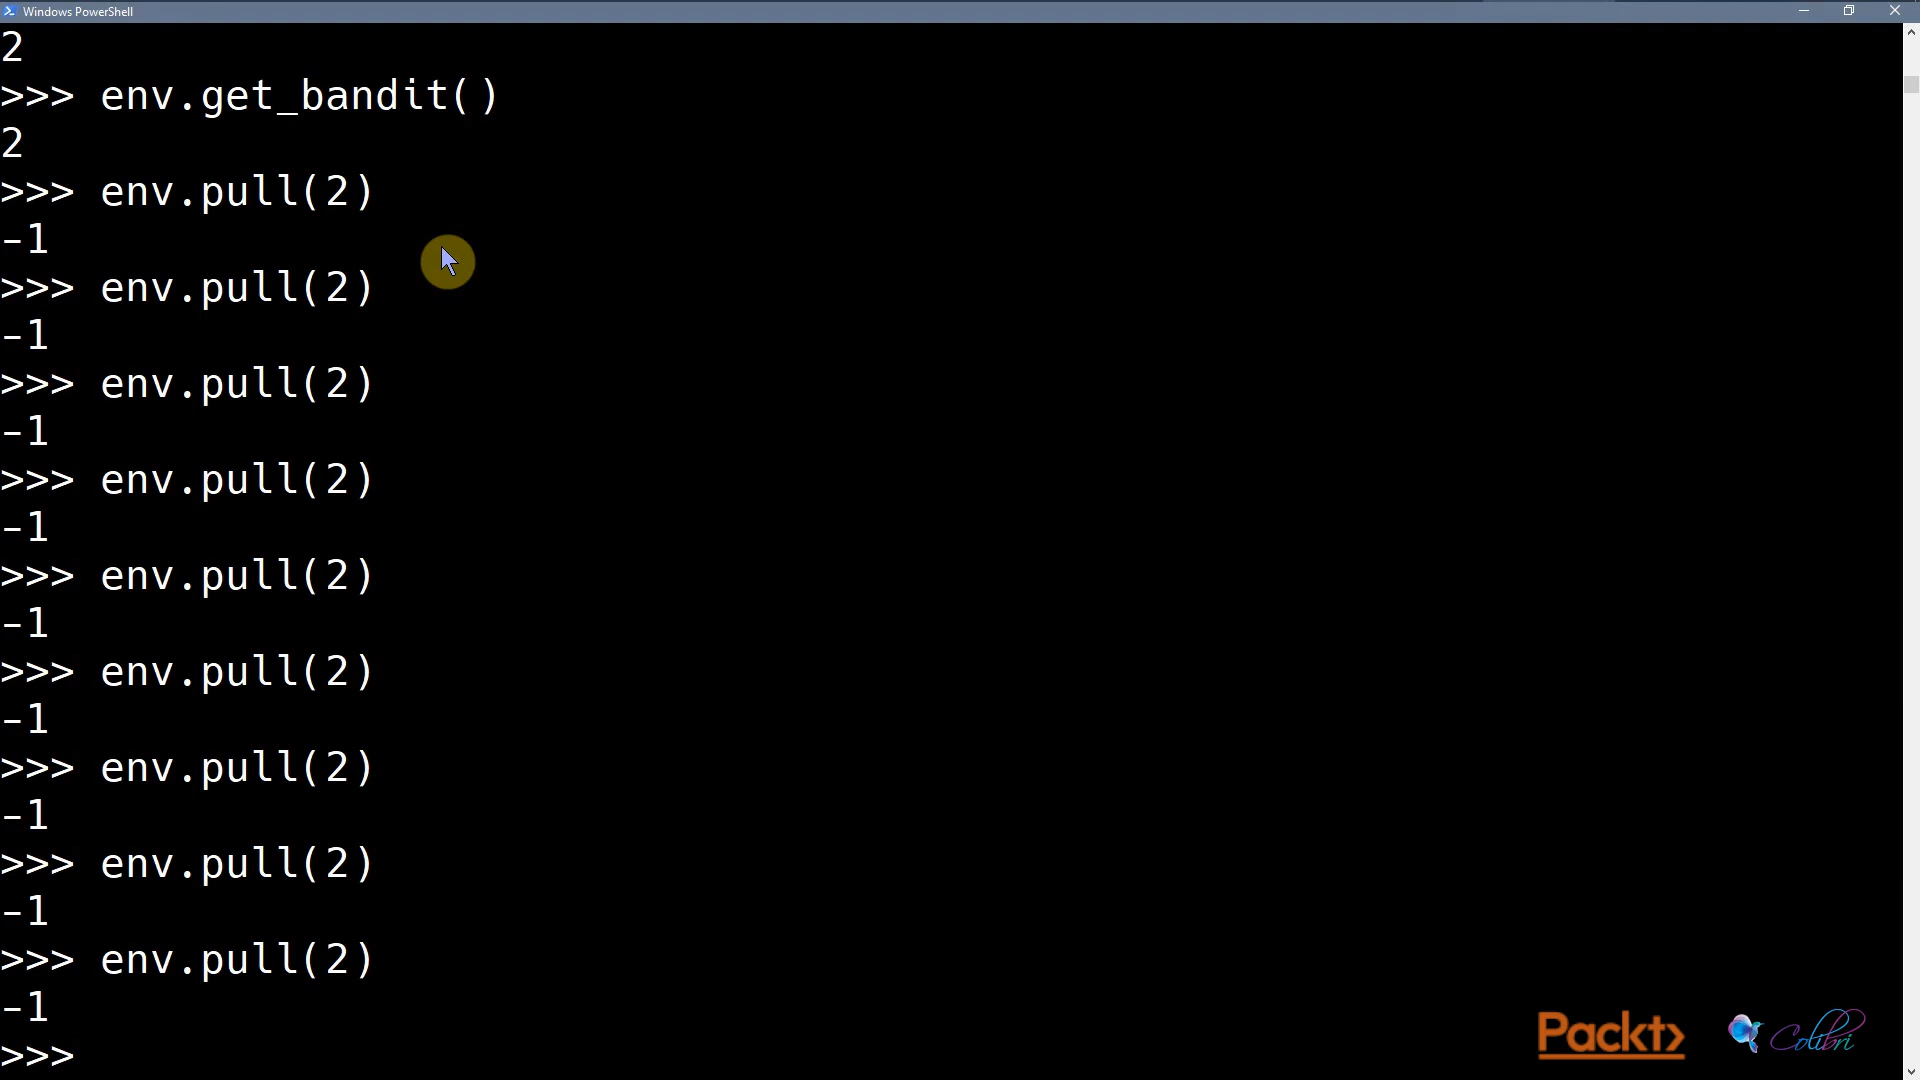 Windows PowerShell
2
>>> env.get_bandit()
2
>>> env.pull(2)
-1
>>> env.pull(2)
-1
>>> env.pull(2)
-1
>>> env.pull(2)
-1
>>> env.pull(2)
-1
>>> env.pull(2)
-1
>>> env.pull(2)
-1
>>> env.pull(2)
-1
>>> env.pull(2)
-1
>>>
Packt>
Colibri